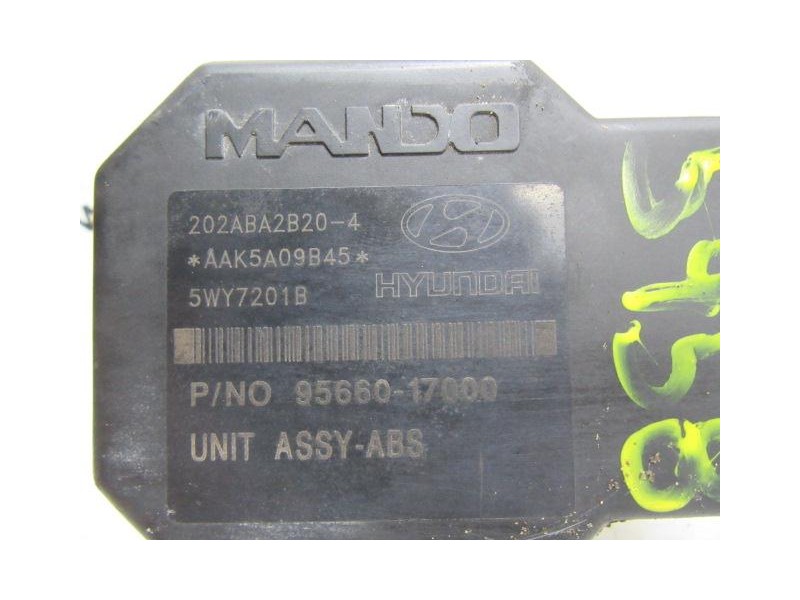 MANDO
202ABA2B20-4
*AAK5A09B45*
5WY7201B
HYUNDAI
P/NO 95660-17000
UNIT ASSY-ABS